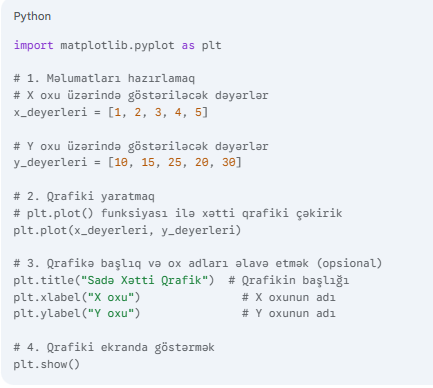 Python
import matplotlib.pyplot as plt
# 1. Məlumatları hazırlamaq
# X oxu üzərində göstəriləcək dəyərlər
x_deyerleri = [1, 2, 3, 4, 5]
# Y oxu üzərində göstəriləcək dəyərlər
y_deyerleri = [10, 15, 25, 20, 30]
# 2. Qrafiki yaratmaq
# plt.plot() funksiyası ilə xətti qrafiki çəkirik
plt.plot(x_deyerleri, y_deyerleri)
# 3. Qrafikə başlıq və ox adları əlavə etmək (opsional)
plt.title("Sadə Xətti Qrafik")  # Qrafikin başlığı
plt.xlabel("X oxu")               # X oxunun adı
plt.ylabel("Y oxu")               # Y oxunun adı
# 4. Qrafiki ekranda göstərmək
plt.show()